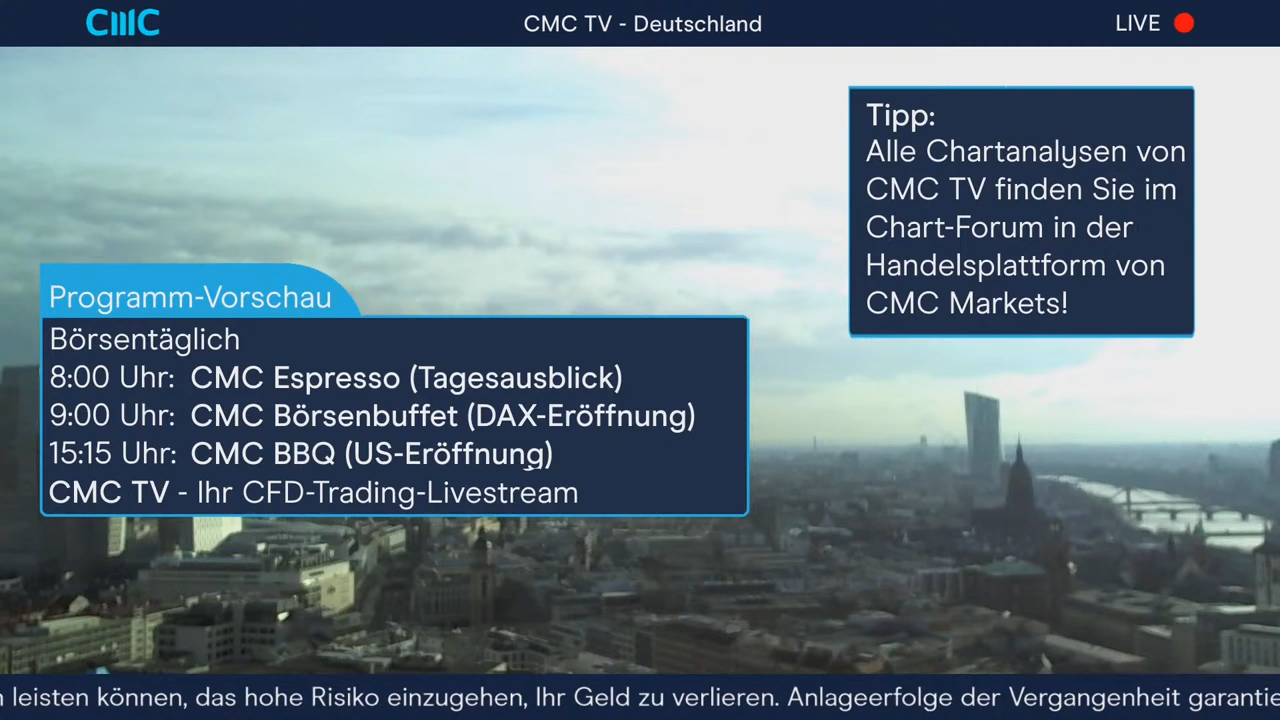 CMC
CMC TV - Deutschland
LIVE
Tipp:
Alle Chartanalysen von
CMC TV finden Sie im
Chart-Forum in der
Handelsplattform von
CMC Markets!
Programm-Vorschau
Börsentäglich
8:00 Uhr: CMC Espresso (Tagesausblick)
9:00 Uhr: CMC Börsenbuffet (DAX-Eröffnung)
15:15 Uhr: CMC BBQ (US-Eröffnung)
CMC TV - Ihr CFD-Trading-Livestream
leisten können, das hohe Risiko einzugehen, Ihr Geld zu verlieren. Anlageerfolge der Vergangenheit garantie